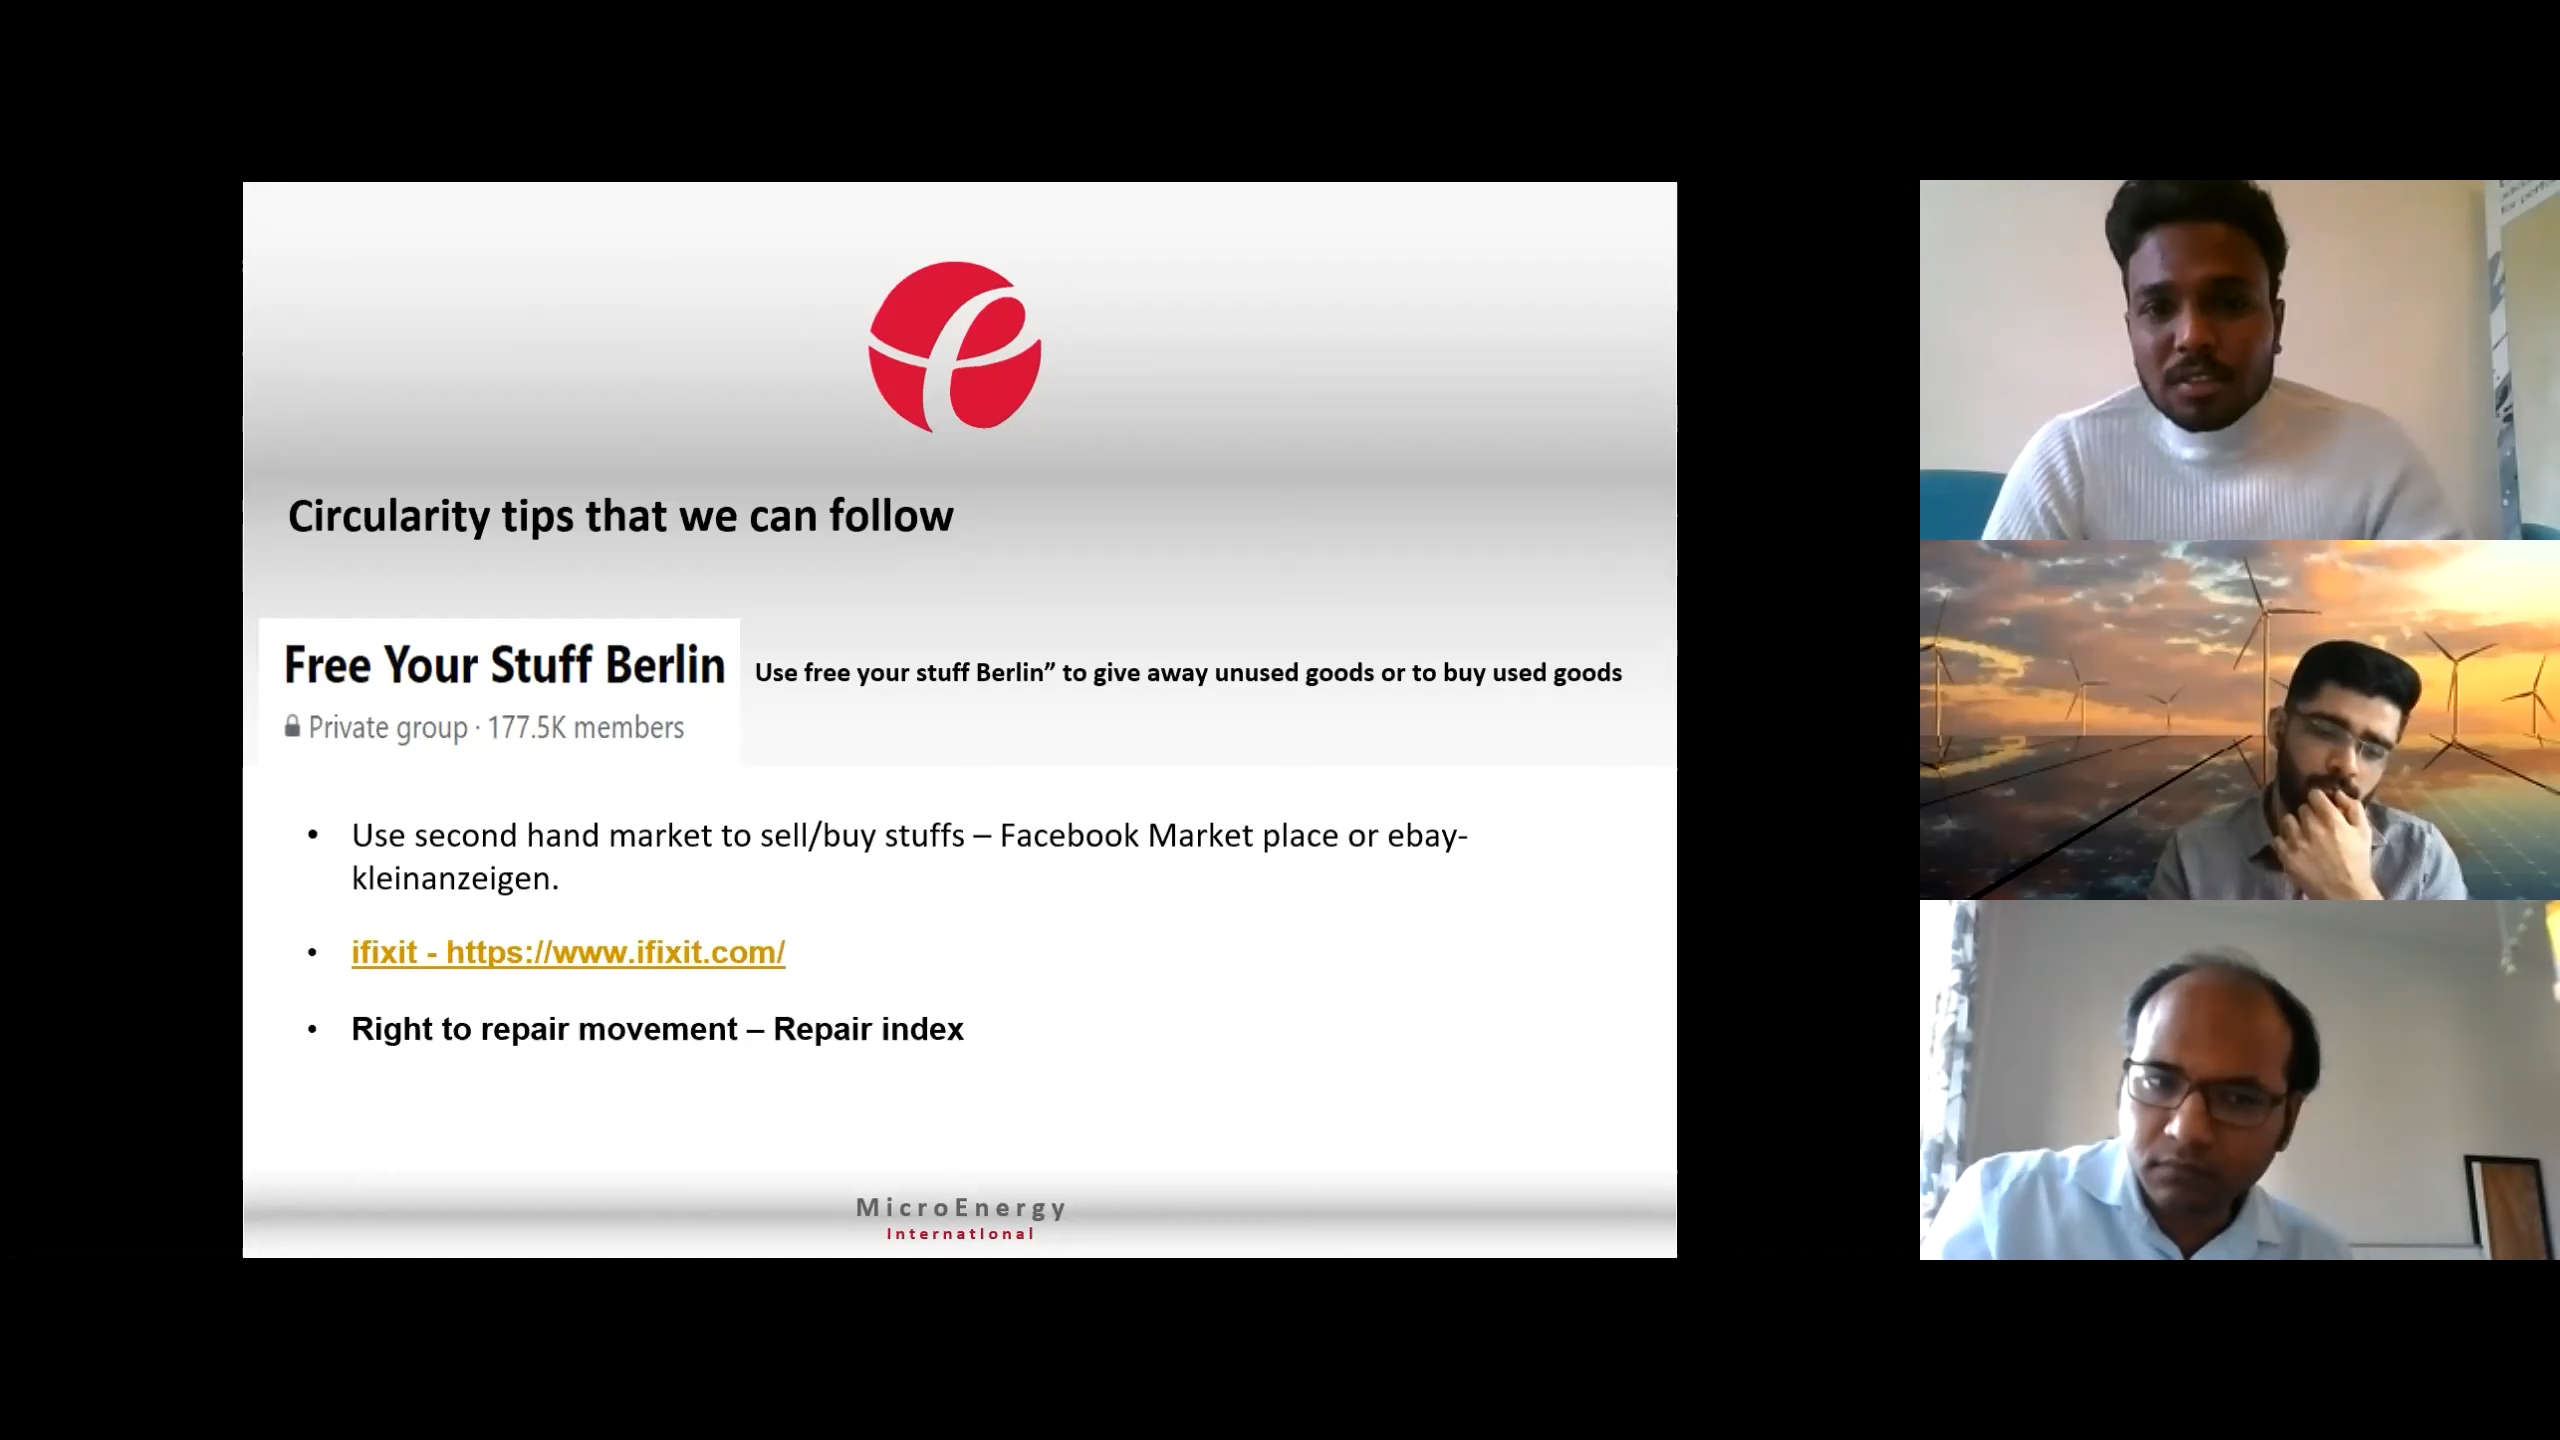 Circularity tips that we can follow
Free Your Stuff Berlin
Private group · 177.5K members
Use free your stuff Berlin” to give away unused goods or to buy used goods
• Use second hand market to sell/buy stuffs – Facebook Market place or ebay-
kleinanzeigen.
• ifixit - https://www.ifixit.com/
• Right to repair movement – Repair index
MicroEnergy
International